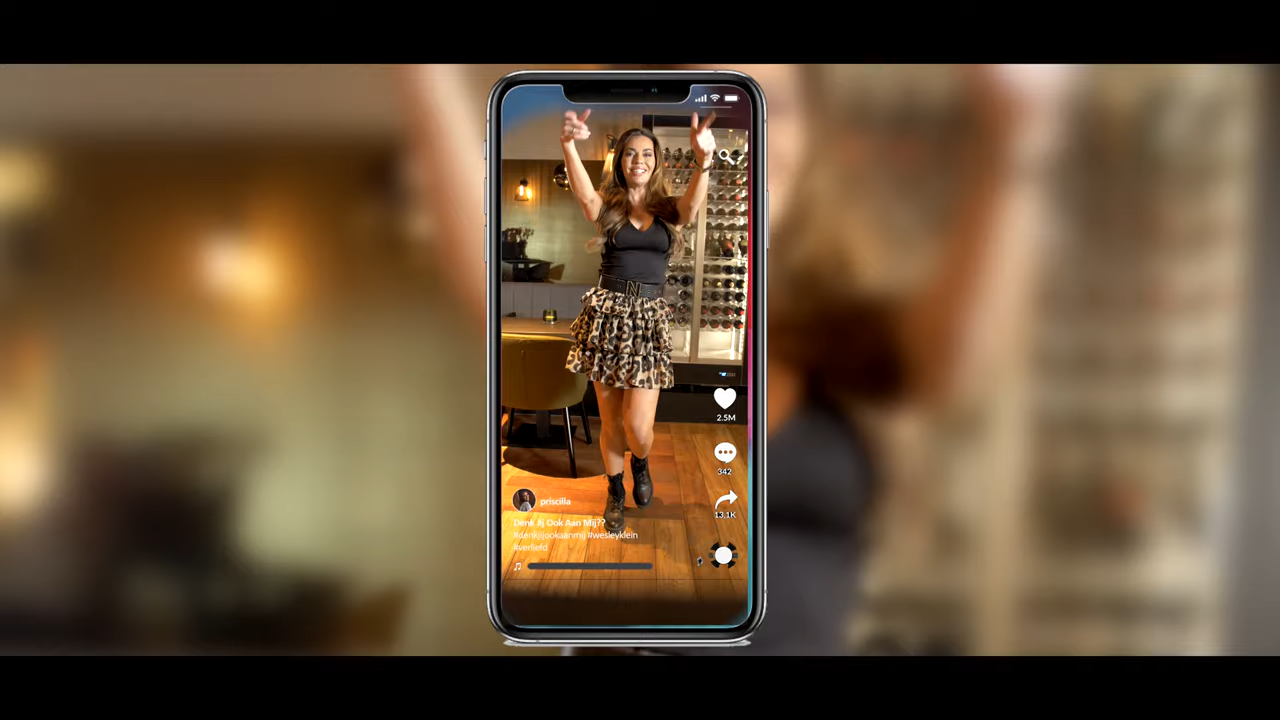 2.5M
342
13.1K
priscilla
Denk Jij Ook Aan Mij??
#denkjijookaanmij #wesleyklein
#verliefd
N